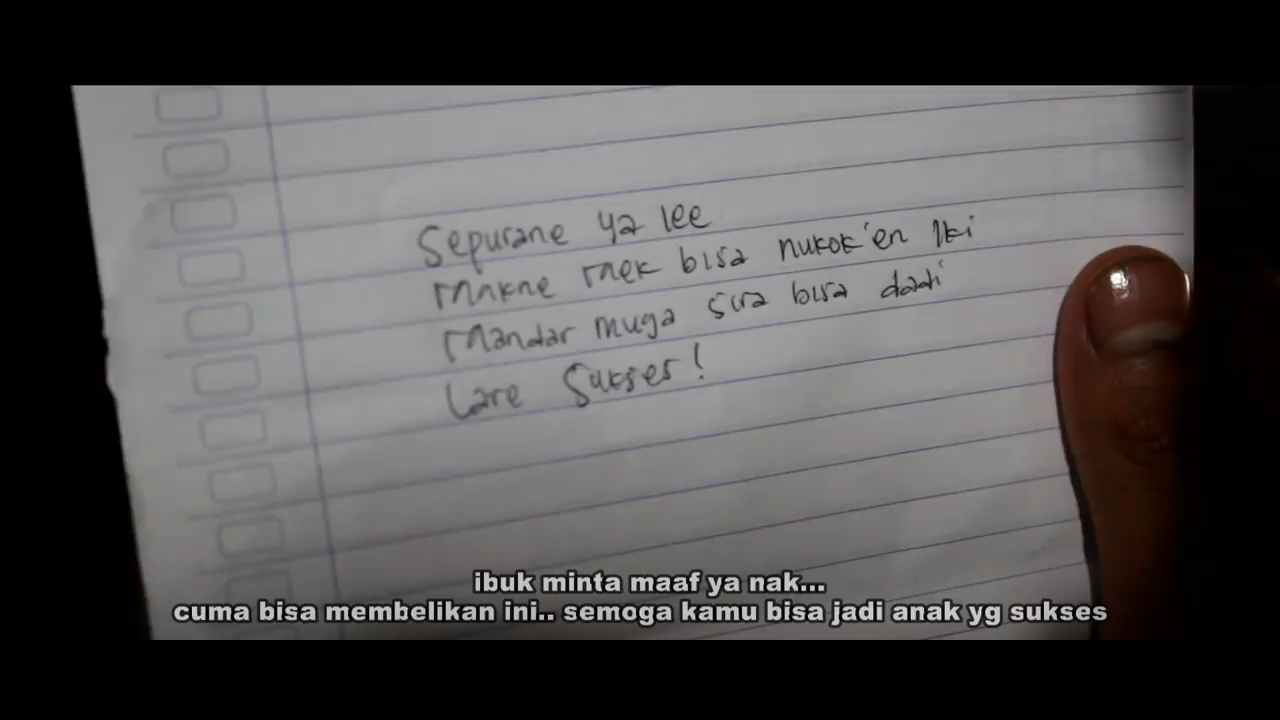 Sepurane ya lee
Makne mek bisa nukok'en Iki
Mandar muga sira bisa dadi
Lare Sukses!
ibuk minta maaf ya nak...
cuma bisa membelikan ini.. semoga kamu bisa jadi anak yg sukses